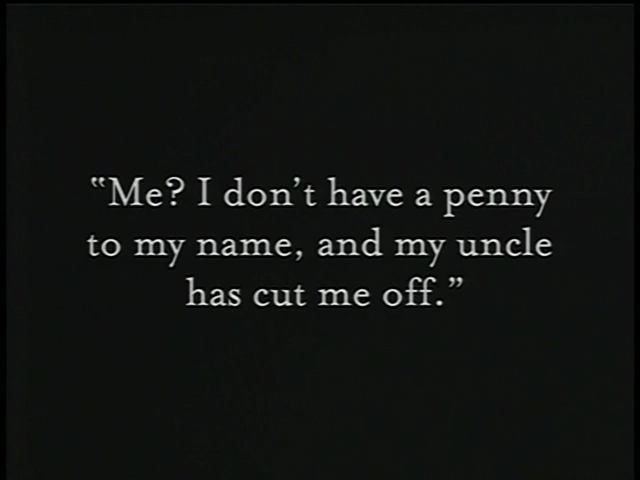 “Me? I don’t have a penny
to my name, and my uncle
has cut me off.”